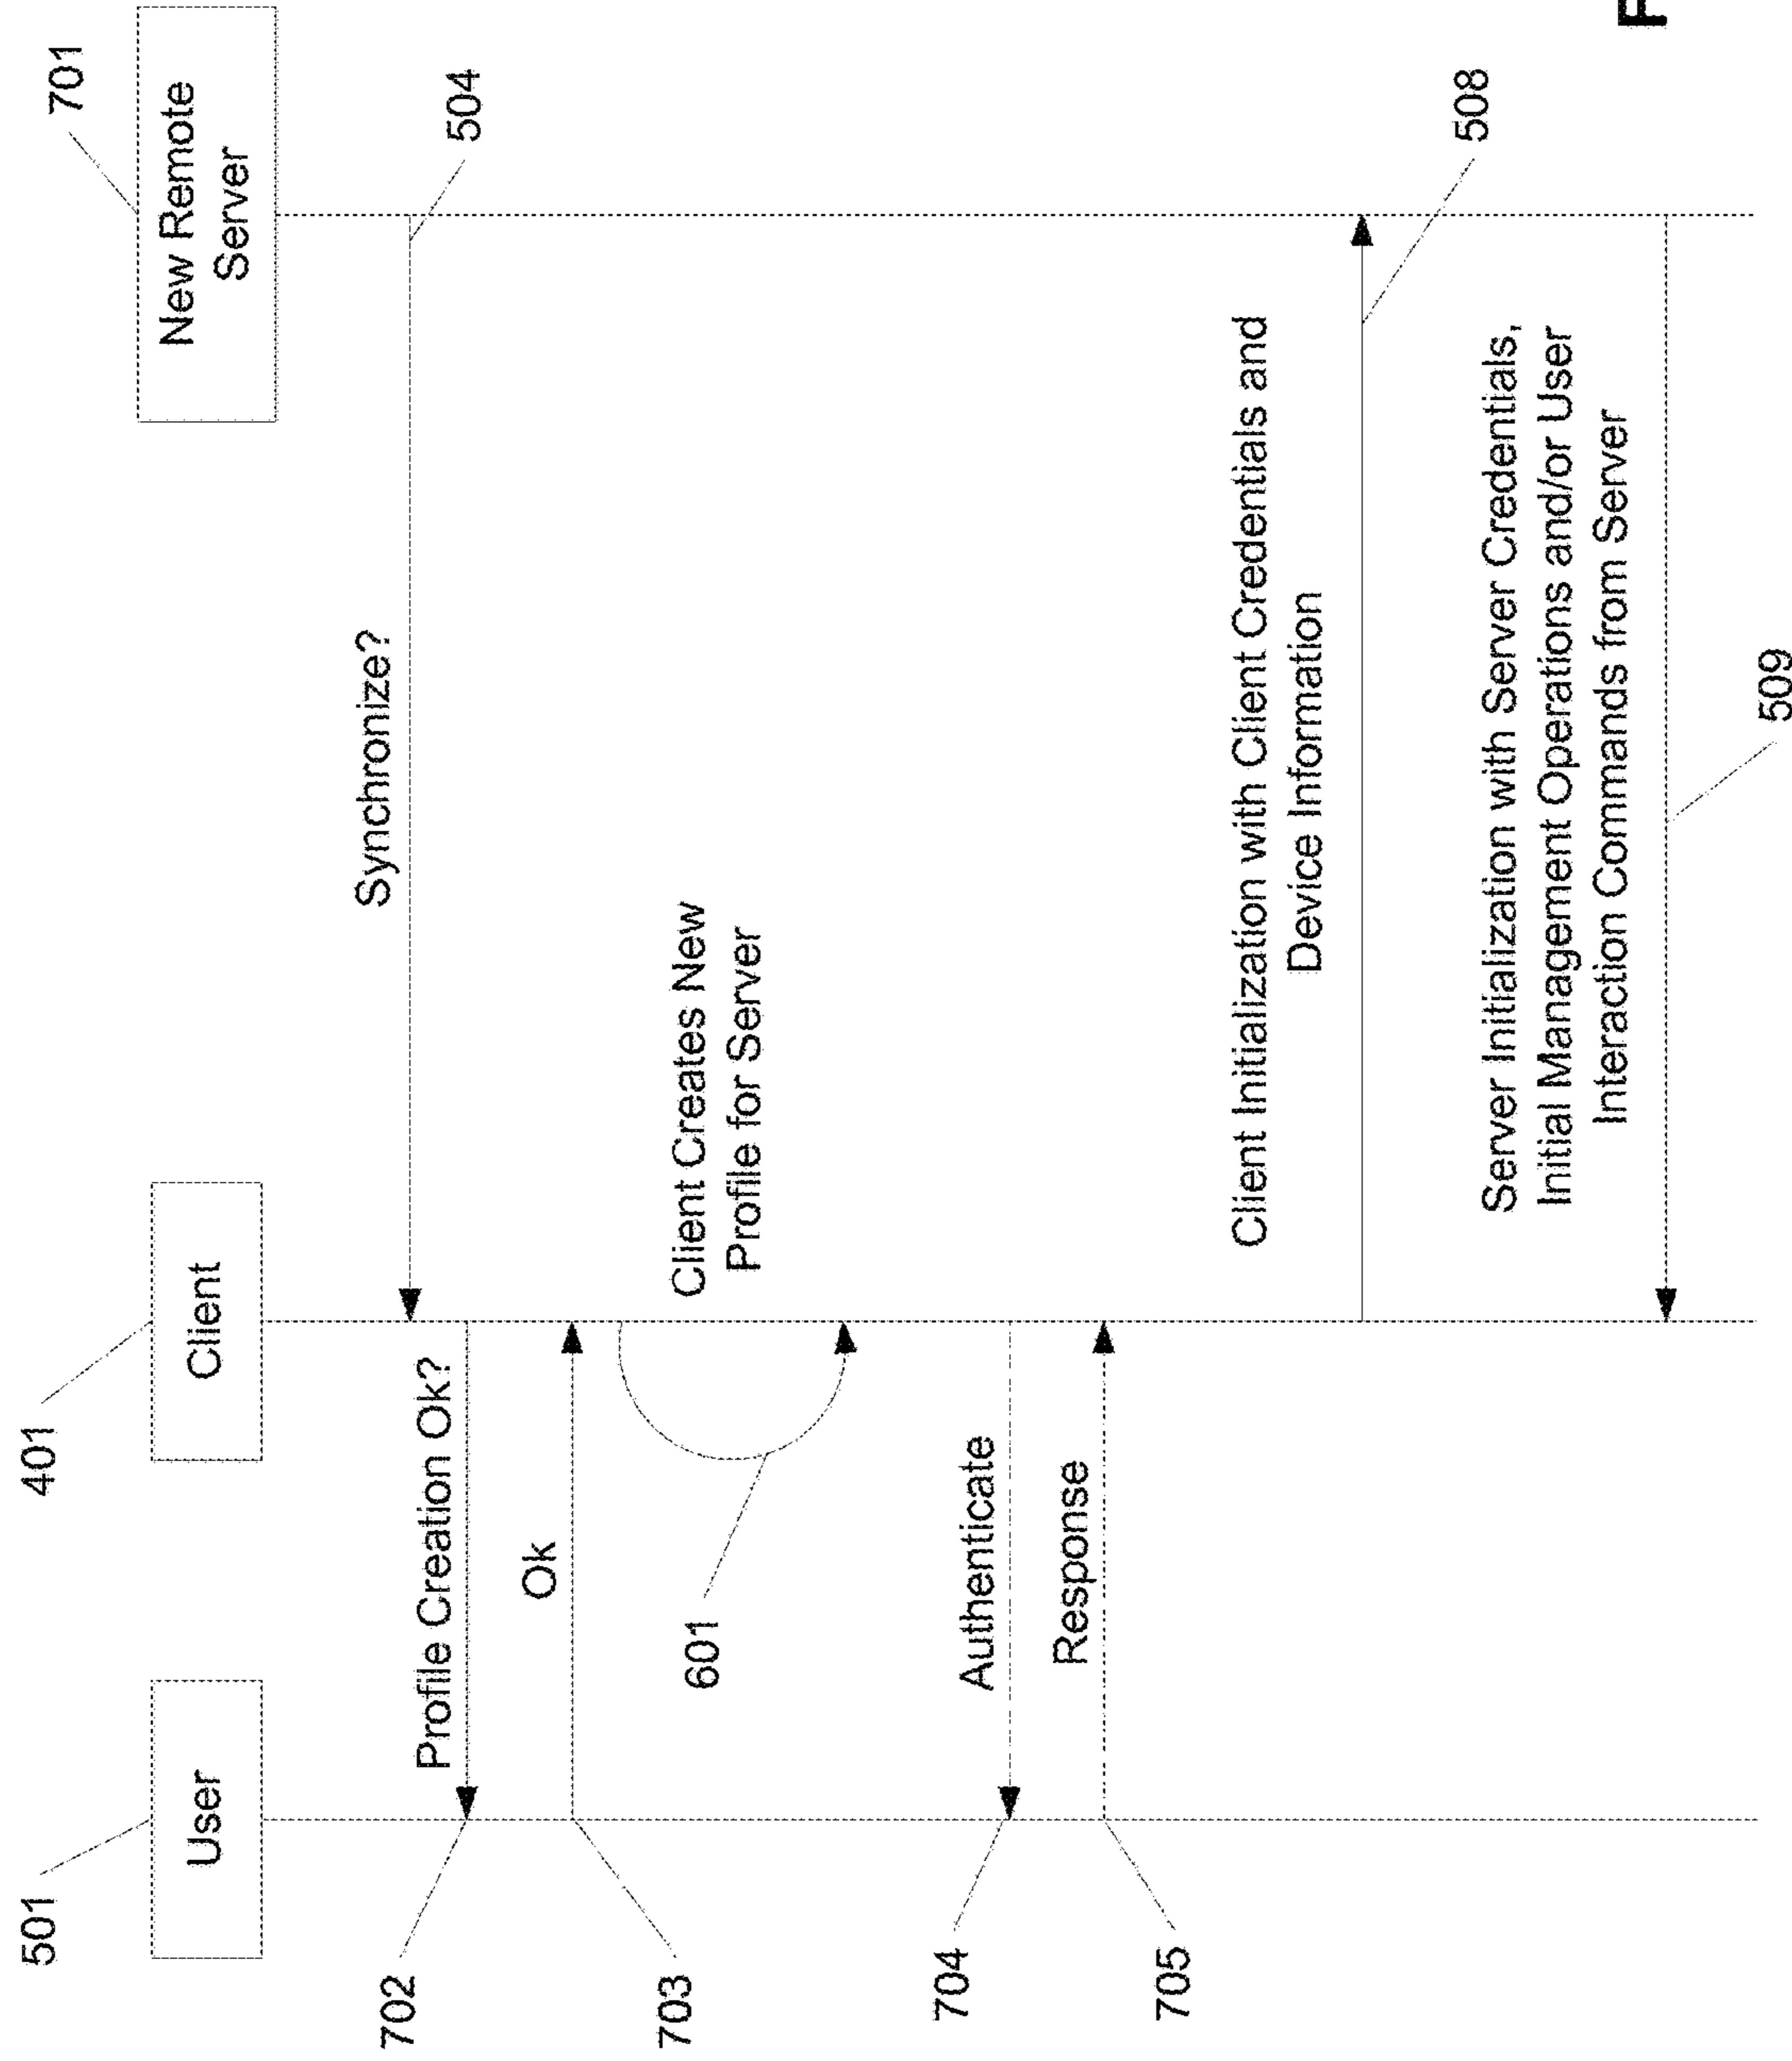 501
401
701
User
Client
New Remote
Server
Synchronize?
504
Profile Creation Ok?
702
Ok
703
Client Creates New
Profile for Server
601
Authenticate
704
Response
705
Client Initialization with Client Credentials and
Device Information
508
Server Initialization with Server Credentials,
Initial Management Operations and/or User
Interaction Commands from Server
509